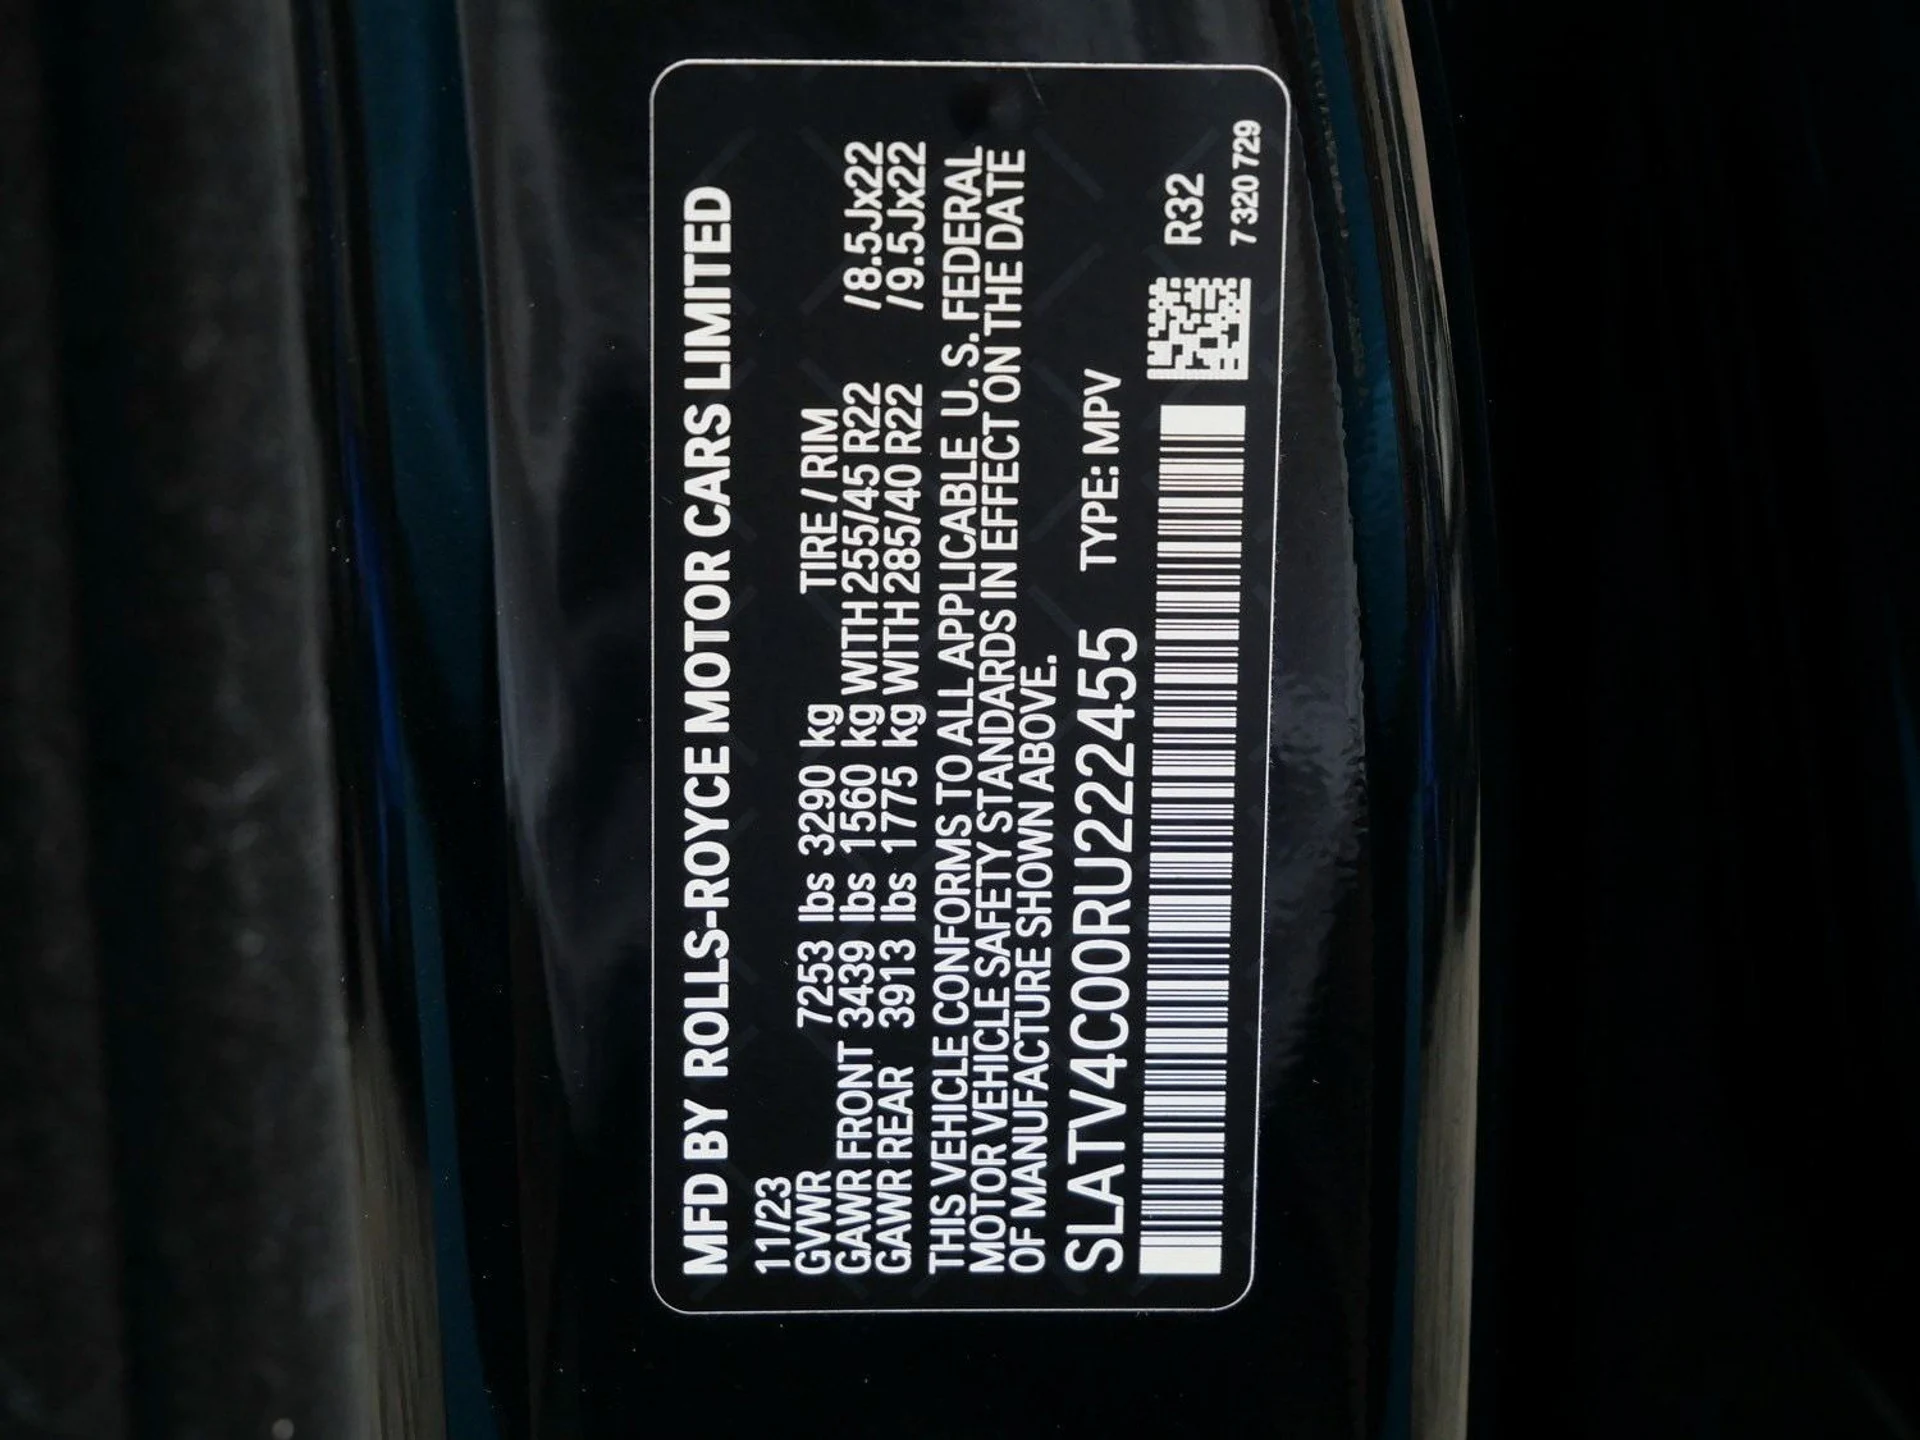 MFD BY ROLLS-ROYCE MOTOR CARS LIMITED
11/23
GVWR 7253 lbs 3290 kg TIRE / RIM
GAWR FRONT 3439 lbs 1560 kg WITH 255/45 R22 /8.5Jx22
GAWR REAR 3913 lbs 1775 kg WITH 285/40 R22 /9.5Jx22
THIS VEHICLE CONFORMS TO ALL APPLICABLE U.S. FEDERAL
MOTOR VEHICLE SAFETY STANDARDS IN EFFECT ON THE DATE
OF MANUFACTURE SHOWN ABOVE.
SLATV4C00RU222455 TYPE: MPV
R32
7 320 729